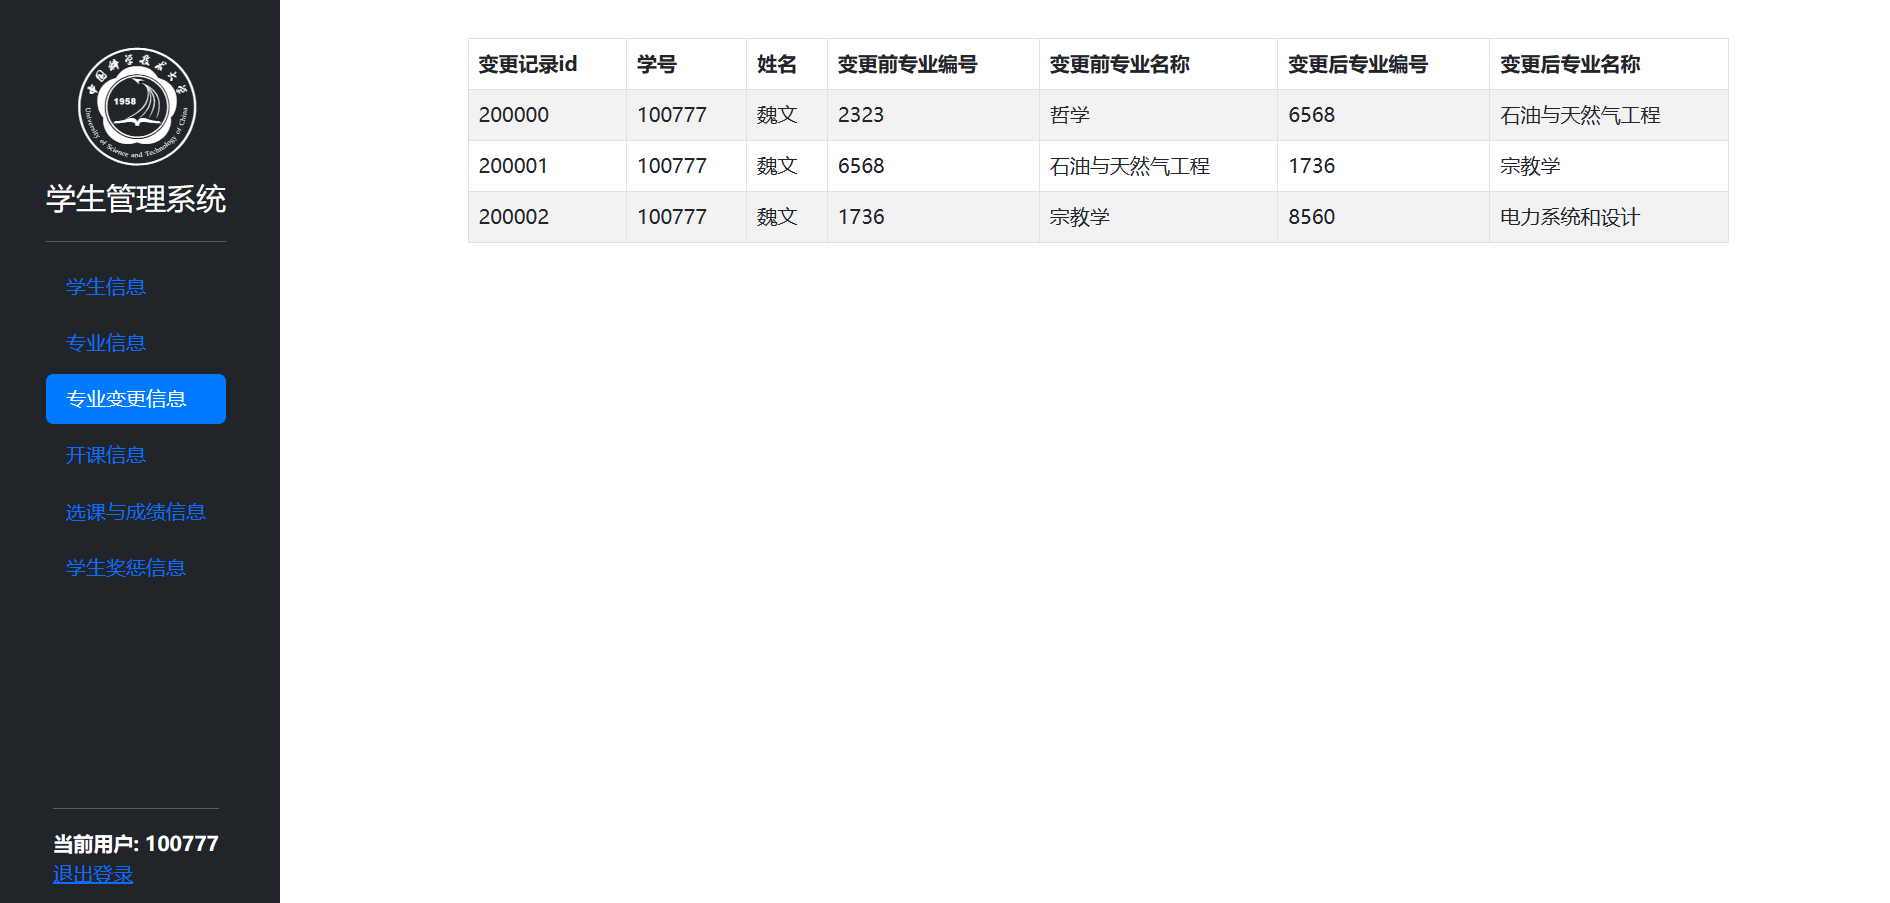 中国科学技术大学
1958
University of Science and Technology of China
学生管理系统
学生信息
专业信息
专业变更信息
开课信息
选课与成绩信息
学生奖惩信息
当前用户: 100777
退出登录
变更记录id 学号 姓名 变更前专业编号 变更前专业名称 变更后专业编号 变更后专业名称
200000 100777 魏文 2323 哲学 6568 石油与天然气工程
200001 100777 魏文 6568 石油与天然气工程 1736 宗教学
200002 100777 魏文 1736 宗教学 8560 电力系统和设计